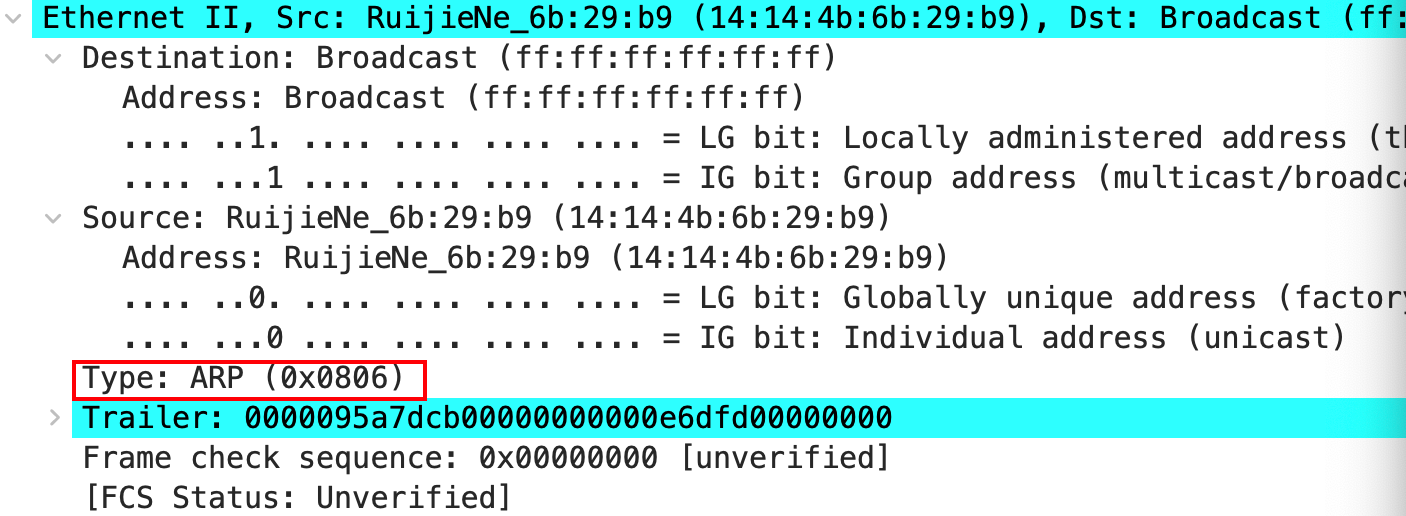 Ethernet II, Src: RuijieNe_6b:29:b9 (14:14:4b:6b:29:b9), Dst: Broadcast (ff:
Destination: Broadcast (ff:ff:ff:ff:ff:ff)
Address: Broadcast (ff:ff:ff:ff:ff:ff)
.... ..1. .... .... .... .... = LG bit: Locally administered address (th
.... ...1 .... .... .... .... = IG bit: Group address (multicast/broadca
Source: RuijieNe_6b:29:b9 (14:14:4b:6b:29:b9)
Address: RuijieNe_6b:29:b9 (14:14:4b:6b:29:b9)
.... ..0. .... .... .... .... = LG bit: Globally unique address (factory
.... ...0 .... .... .... .... = IG bit: Individual address (unicast)
Type: ARP (0x0806)
Trailer: 0000095a7dcb00000000000e6dfd00000000
Frame check sequence: 0x00000000 [unverified]
[FCS Status: Unverified]